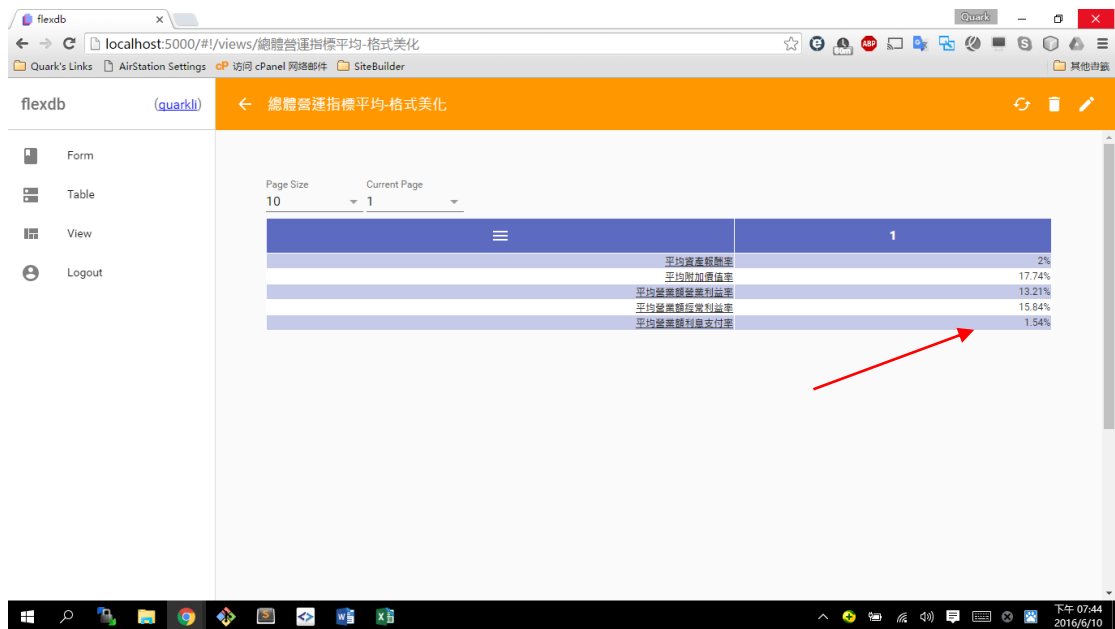 flexdb
Quark
localhost:5000/#!/views/總體營運指標平均-格式美化
Quark's Links AirStation Settings cP 访问 cPanel 网络邮件 SiteBuilder 其他書籤
flexdb (quarkli) 總體營運指標平均-格式美化
Form
Table
View
Logout
Page Size Current Page
10 1
1
平均資產報酬率 2%
平均附加價值率 17.74%
平均營業額營業利益率 13.21%
平均營業額經常利益率 15.84%
平均營業額利息支付率 1.54%
下午 07:44
2016/6/10